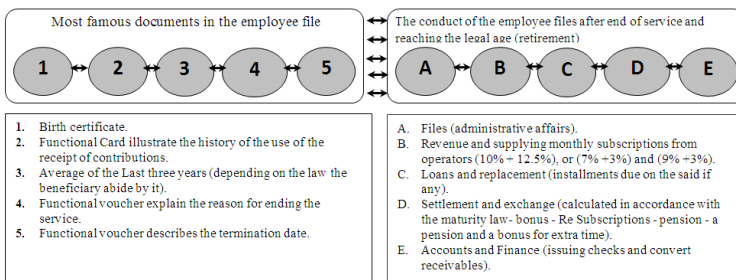 Most famous documents in the employee file
1 2 3 4 5
The conduct of the employee files after end of service and
reaching the legal age (retirement)
A B C D E
1. Birth certificate.
2. Functional Card illustrate the history of the use of the
receipt of contributions.
3. Average of the Last three years (depending on the law the
beneficiary abide by it).
4. Functional voucher explain the reason for ending the
service.
5. Functional voucher describes the termination date.
A. Files (administrative affairs).
B. Revenue and supplying monthly subscriptions from
operators (10% + 12.5%), or (7% +3%) and (9% +3%).
C. Loans and replacement (installments due on the said if
any).
D. Settlement and exchange (calculated in accordance with
the maturity law- bonus - Re Subscriptions - pension - a
pension and a bonus for extra time).
E. Accounts and Finance (issuing checks and convert
receivables).